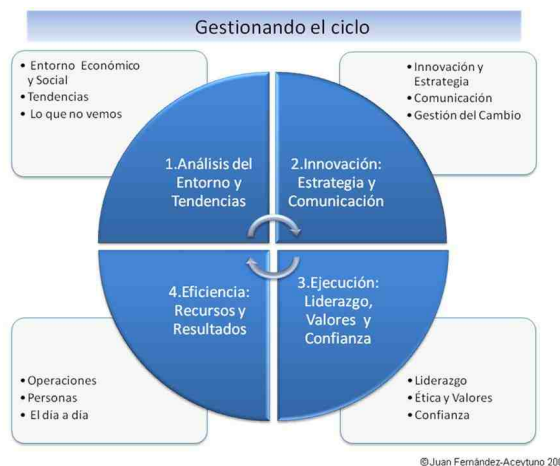 Gestionando el ciclo
• Entorno Económico
y Social
• Tendencias
• Lo que no vemos
• Innovación y
Estrategia
• Comunicación
• Gestión del Cambio
1.Análisis del
Entorno y
Tendencias
2.Innovación:
Estrategia y
Comunicación
4.Eficiencia:
Recursos y
Resultados
3.Ejecución:
Liderazgo,
Valores y
Confianza
• Operaciones
• Personas
• El día a día
• Liderazgo
• Ética y Valores
• Confianza
©Juan Fernández-Aceytuno